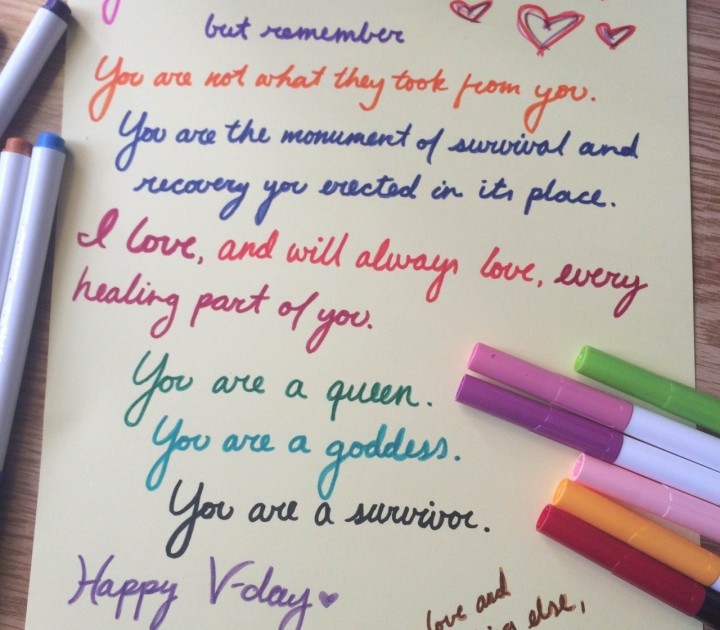 but remember
You are not what they took from you.
You are the monument of survival and
recovery you erected in its place.
I love, and will always love, every
healing part of you.
You are a queen.
You are a goddess.
You are a survivor.
Happy V-day
love and
else,